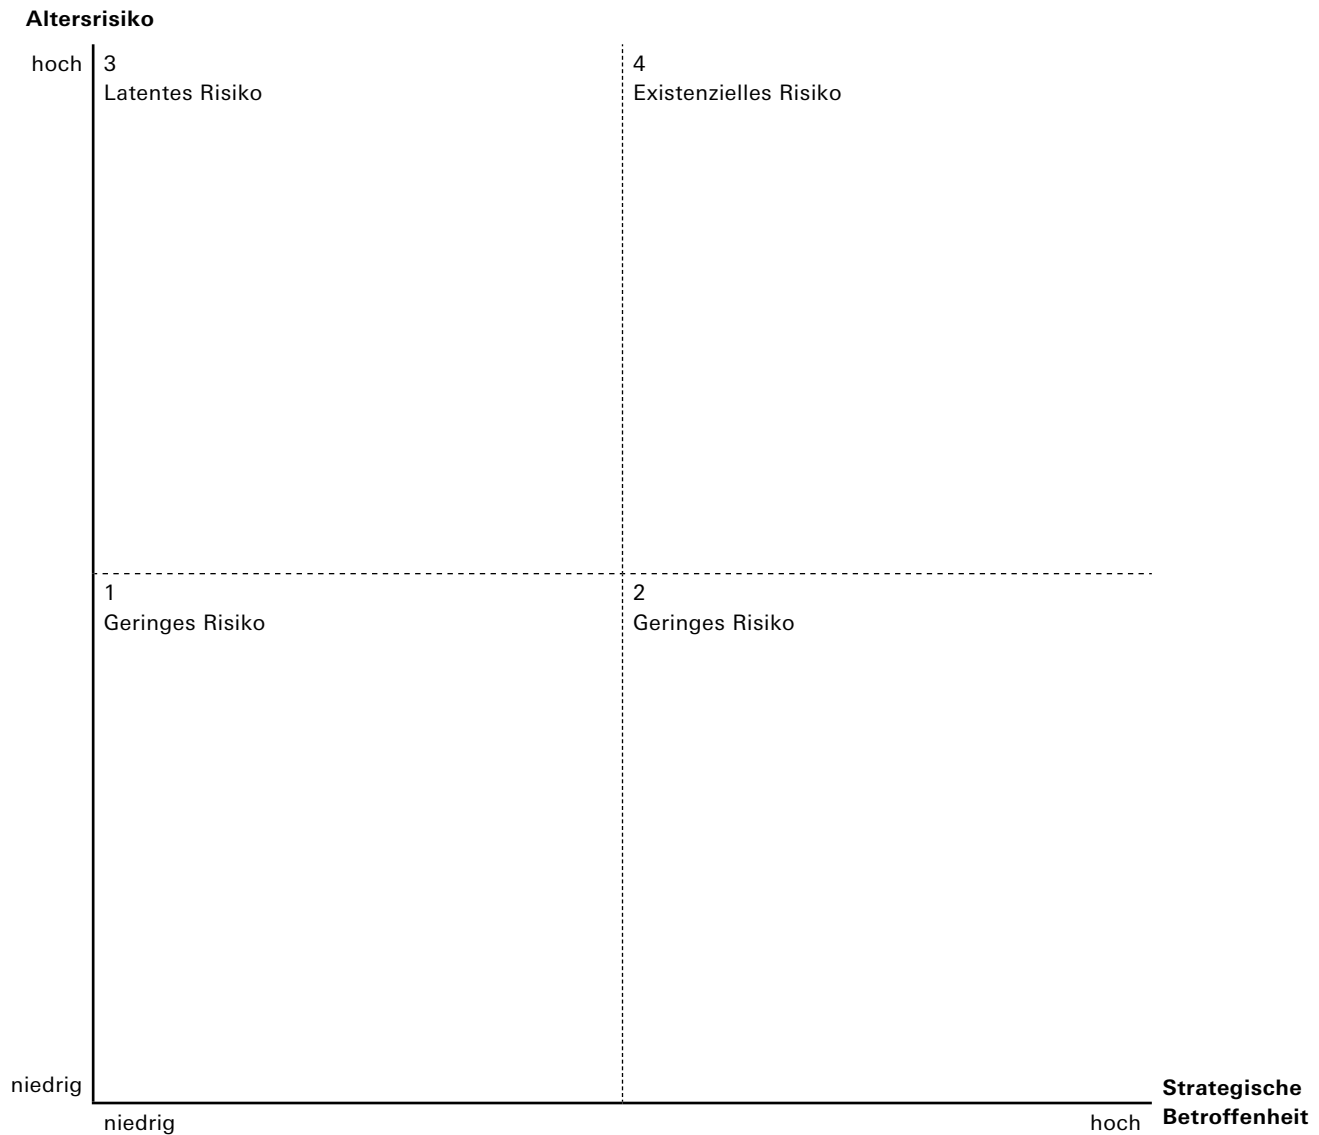 Altersrisiko
hoch
3
Latentes Risiko
4
Existenzielles Risiko
1
Geringes Risiko
2
Geringes Risiko
niedrig
niedrig
hoch
Strategische
Betroffenheit